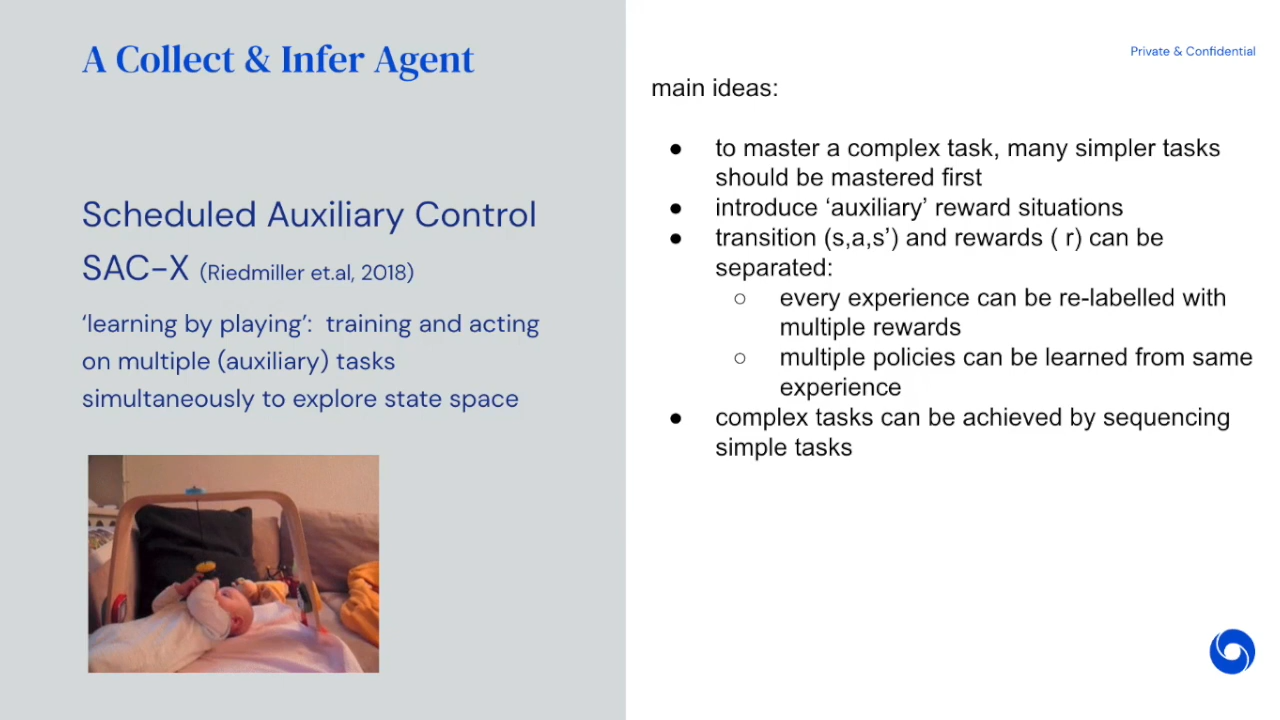 A Collect & Infer Agent
Scheduled Auxiliary Control
SAC-X (Riedmiller et.al, 2018)
‘learning by playing’: training and acting
on multiple (auxiliary) tasks
simultaneously to explore state space
Private & Confidential
main ideas:
● to master a complex task, many simpler tasks
should be mastered first
● introduce ‘auxiliary’ reward situations
● transition (s,a,s’) and rewards ( r) can be
separated:
○ every experience can be re-labelled with
multiple rewards
○ multiple policies can be learned from same
experience
● complex tasks can be achieved by sequencing
simple tasks